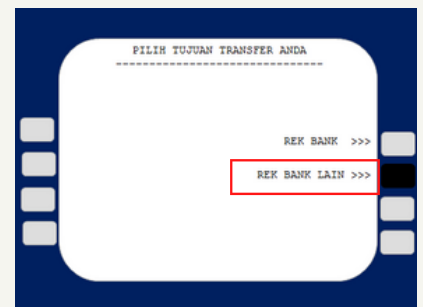 PILIH TUJUAN TRANSFER ANDA
------------------------------
REK BANK >>>
REK BANK LAIN >>>